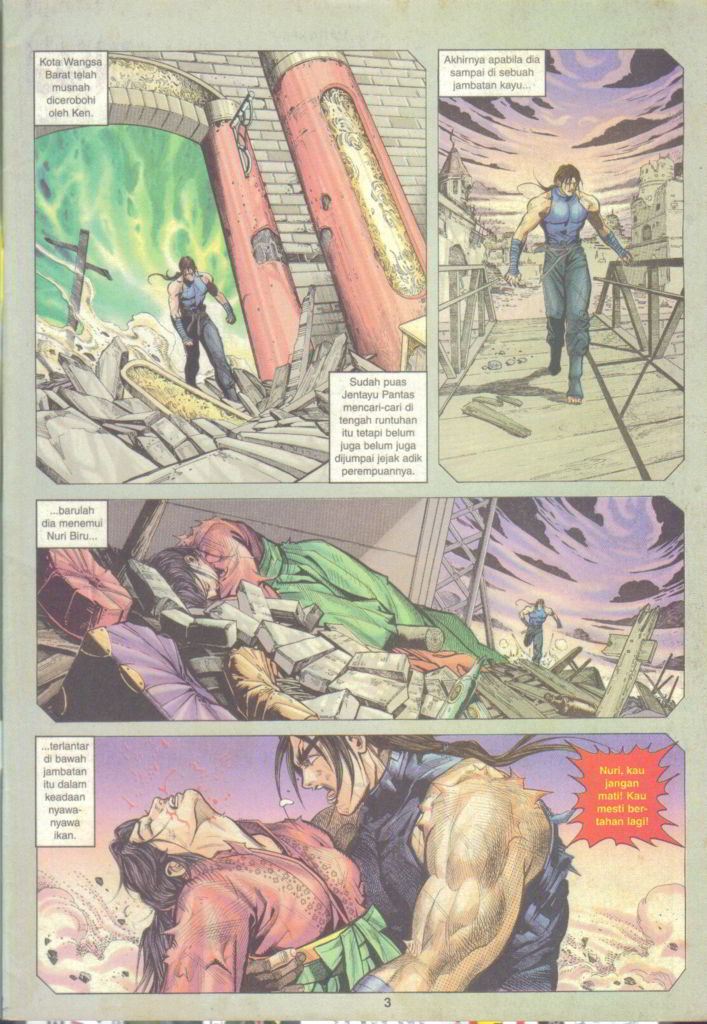 Kota Wangsa
Barat telah
musnah
dicerobohi
oleh Ken.
Sudah puas
Jentayu Pantas
mencari-cari di
tengah runtuhan
itu tetapi belum
juga belum juga
dijumpai jejak adik
perempuannya.
Akhirnya apabila dia
sampai di sebuah
jambatan kayu...
...barulah
dia menemui
Nuri Biru...
...terlantar
di bawah
jambatan
itu dalam
keadaan
nyawa-
nyawa
ikan.
Nuri, kau
jangan
mati! Kau
mesti ber-
tahan lagi!
3